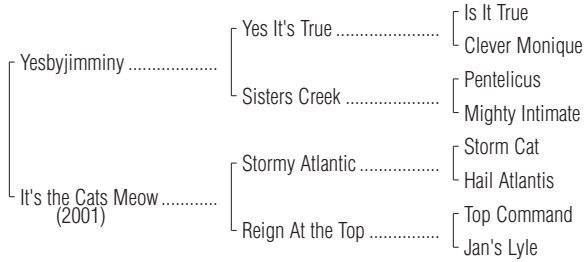 Is It True
Yes It's True ....................
Clever Monique
Yesbyjimminy ..................
Pentelicus
Sisters Creek ..................
Mighty Intimate
Storm Cat
Stormy Atlantic ...............
Hail Atlantis
It's the Cats Meow ...........
(2001)
Top Command
Reign At the Top .............
Jan's Lyle